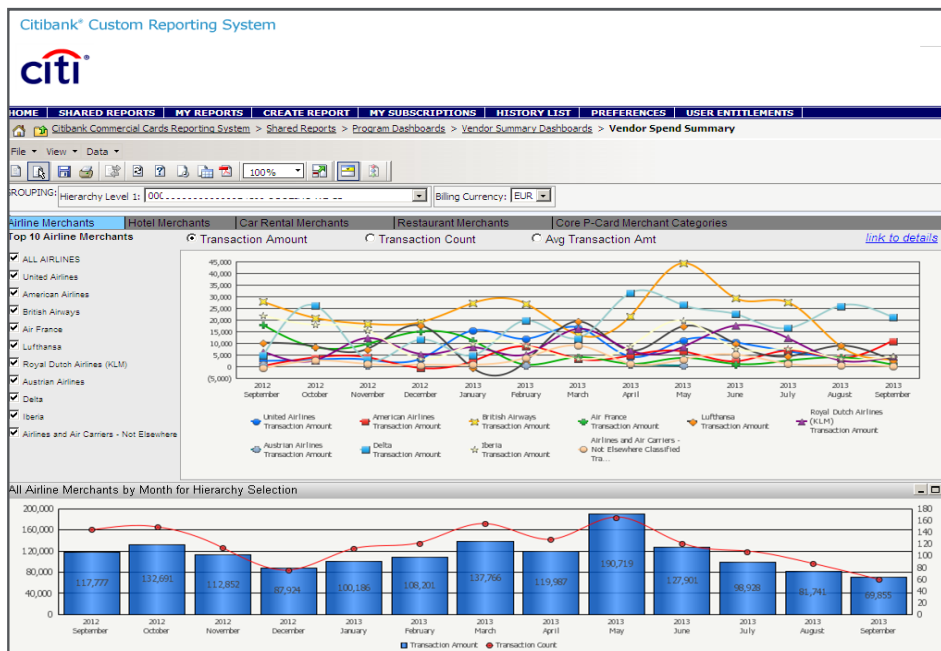 Citibank® Custom Reporting System
citi®
HOME SHARED REPORTS MY REPORTS CREATE REPORT MY SUBSCRIPTIONS HISTORY LIST PREFERENCES USER ENTITLEMENTS
Citibank Commercial Cards Reporting System > Shared Reports > Program Dashboards > Vendor Summary Dashboards > Vendor Spend Summary
File View Data
100%
GROUPING: Hierarchy Level 1: Billing Currency: EUR
Airline Merchants Hotel Merchants Car Rental Merchants Restaurant Merchants Core P-Card Merchant Categories
Top 10 Airline Merchants Transaction Amount Transaction Count Avg Transaction Amt link to details
ALL AIRLINES
United Airlines
American Airlines
British Airways
Air France
Lufthansa
Royal Dutch Airlines (KLM)
Austrian Airlines
Delta
Iberia
Airlines and Air Carriers - Not Elsewhere
45,000
40,000
35,000
30,000
25,000
20,000
15,000
10,000
5,000
0
(5,000)
2012 2012 2012 2012 2013 2013 2013 2013 2013 2013 2013 2013 2013
September October November December January February March April May June July August September
United Airlines Transaction Amount
American Airlines Transaction Amount
British Airways Transaction Amount
Air France Transaction Amount
Lufthansa Transaction Amount
Royal Dutch Airlines (KLM) Transaction Amount
Austrian Airlines Transaction Amount
Delta Transaction Amount
Iberia Transaction Amount
Airlines and Air Carriers - Not Elsewhere Classified Tra...
All Airline Merchants by Month for Hierarchy Selection
200,000
160,000
120,000
80,000
40,000
0
117,777 132,691 112,852 87,924 100,186 108,201 137,766 119,987 190,719 127,901 98,928 81,741 69,855
180
160
140
120
100
80
60
40
20
0
2012 2012 2012 2012 2013 2013 2013 2013 2013 2013 2013 2013 2013
September October November December January February March April May June July August September
Transaction Amount Transaction Count